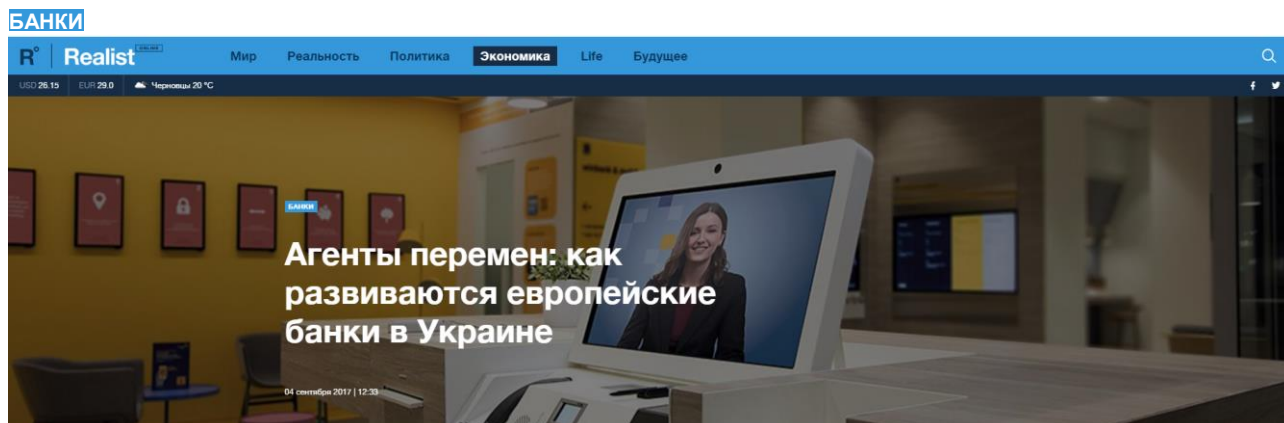 БАНКИ
R° Realist ONLINE Мир Реальность Политика Экономика Life Будущее
USD 26.15 EUR 29.0 Черновцы 20 °C
БАНКИ
Агенты перемен: как
развиваются европейские
банки в Украине
04 сентября 2017 | 12:33